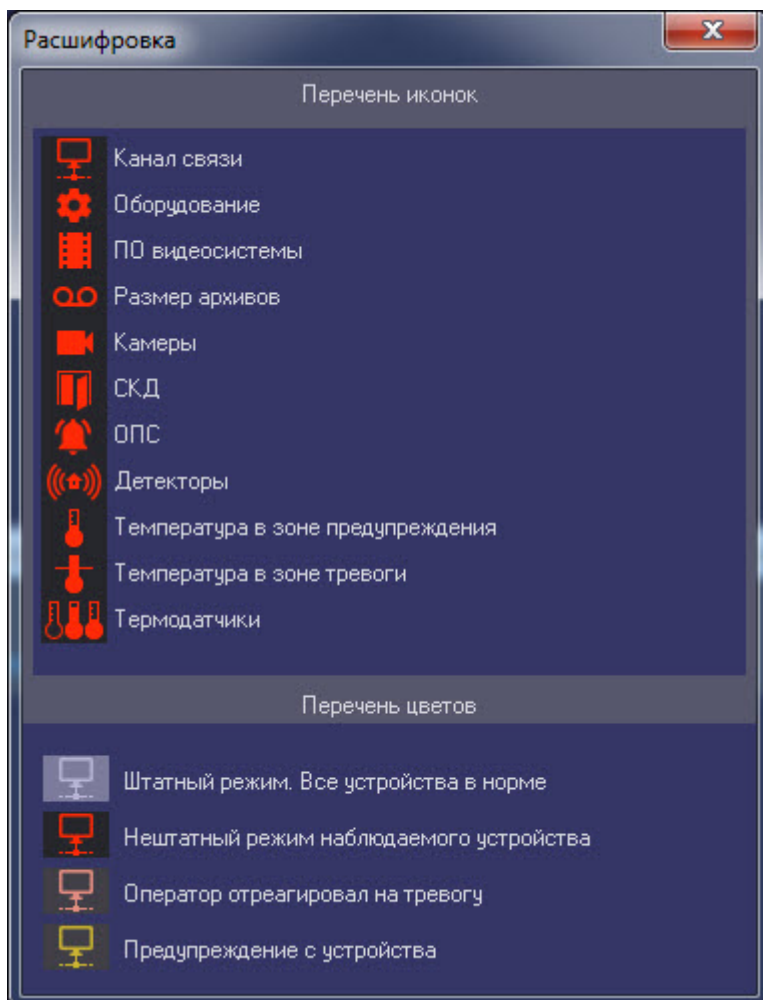 Расшифровка
Перечень иконок
Канал связи
Оборудование
ПО видеосистемы
Размер архивов
Камеры
СКД
ОПС
Детекторы
Температура в зоне предупреждения
Температура в зоне тревоги
Термодатчики
Перечень цветов
Штатный режим. Все устройства в норме
Нештатный режим наблюдаемого устройства
Оператор отреагировал на тревогу
Предупреждение с устройства